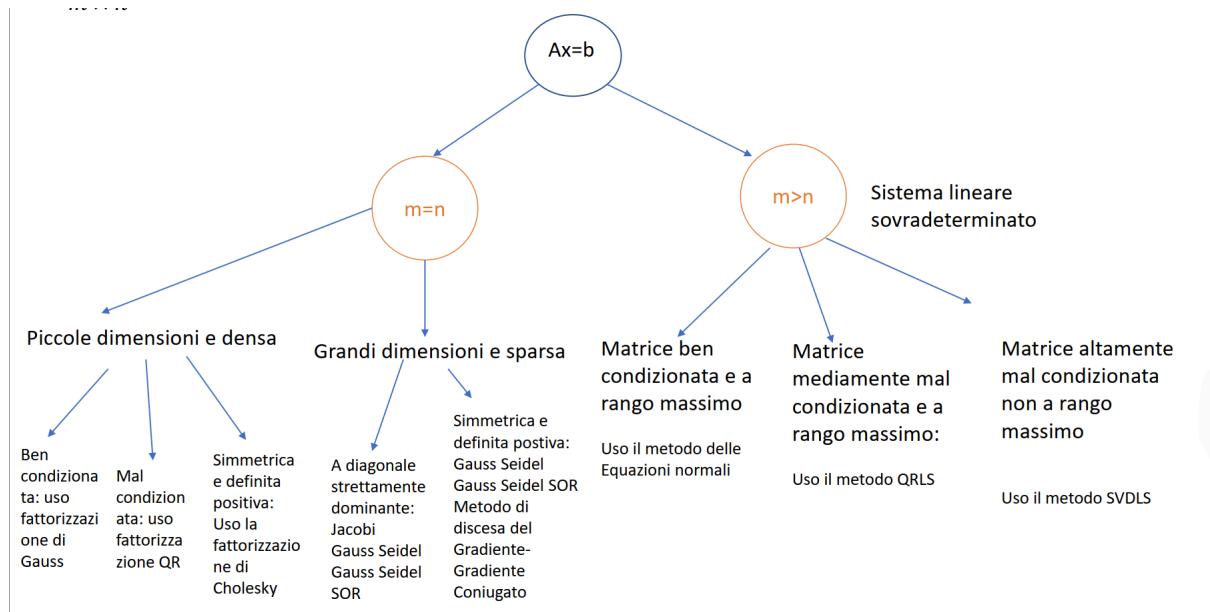 Ax=b
m=n
m>n
Sistema lineare
sovradeterminato
Piccole dimensioni e densa
Grandi dimensioni e sparsa
Matrice ben
condizionata e a
rango massimo
Uso il metodo delle
Equazioni normali
Matrice
mediamente mal
condizionata e a
rango massimo:
Uso il metodo QRLS
Matrice altamente
mal condizionata
non a rango
massimo
Uso il metodo SVDLS
Ben
condiziona
ta: uso
fattorizzazi
one di
Gauss
Mal
condizion
ata: uso
fattorizza
zione QR
Simmetrica
e definita
positiva:
Uso la
fattorizzazio
ne di
Cholesky
A diagonale
strettamente
dominante:
Jacobi
Gauss Seidel
Gauss Seidel
SOR
Simmetrica e
definita postiva:
Gauss Seidel
Gauss Seidel SOR
Metodo di
discesa del
Gradiente-
Gradiente
Coniugato